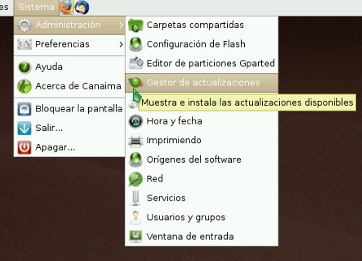 es Sistema
Administración
Preferencias
Ayuda
Acerca de Canaima
Bloquear la pantalla
Salir...
Apagar...
Carpetas compartidas
Configuración de Flash
Editor de particiones Gparted
Gestor de actualizaciones
Muestra e instala las actualizaciones disponibles
Hora y fecha
Imprimiendo
Orígenes del software
Red
Servicios
Usuarios y grupos
Ventana de entrada